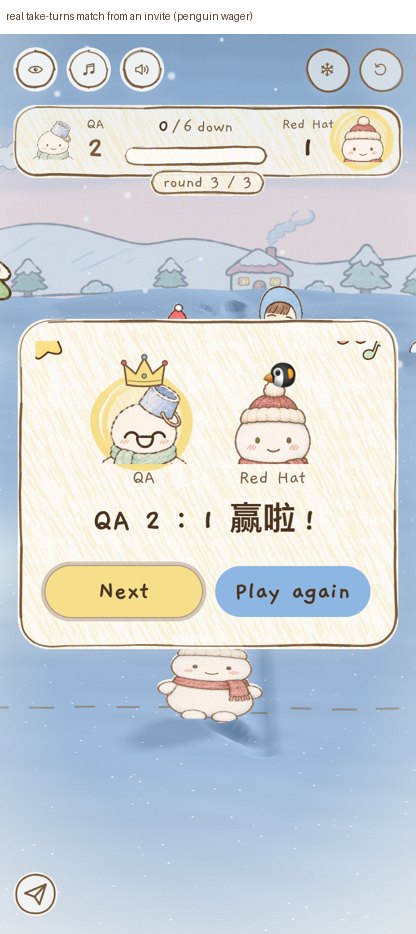 real take-turns match from an invite (penguin wager)
QA
0/6 down
Red Hat
2
1
round 3 / 3
QA
Red Hat
QA 2 : 1 赢啦！
Next
Play again